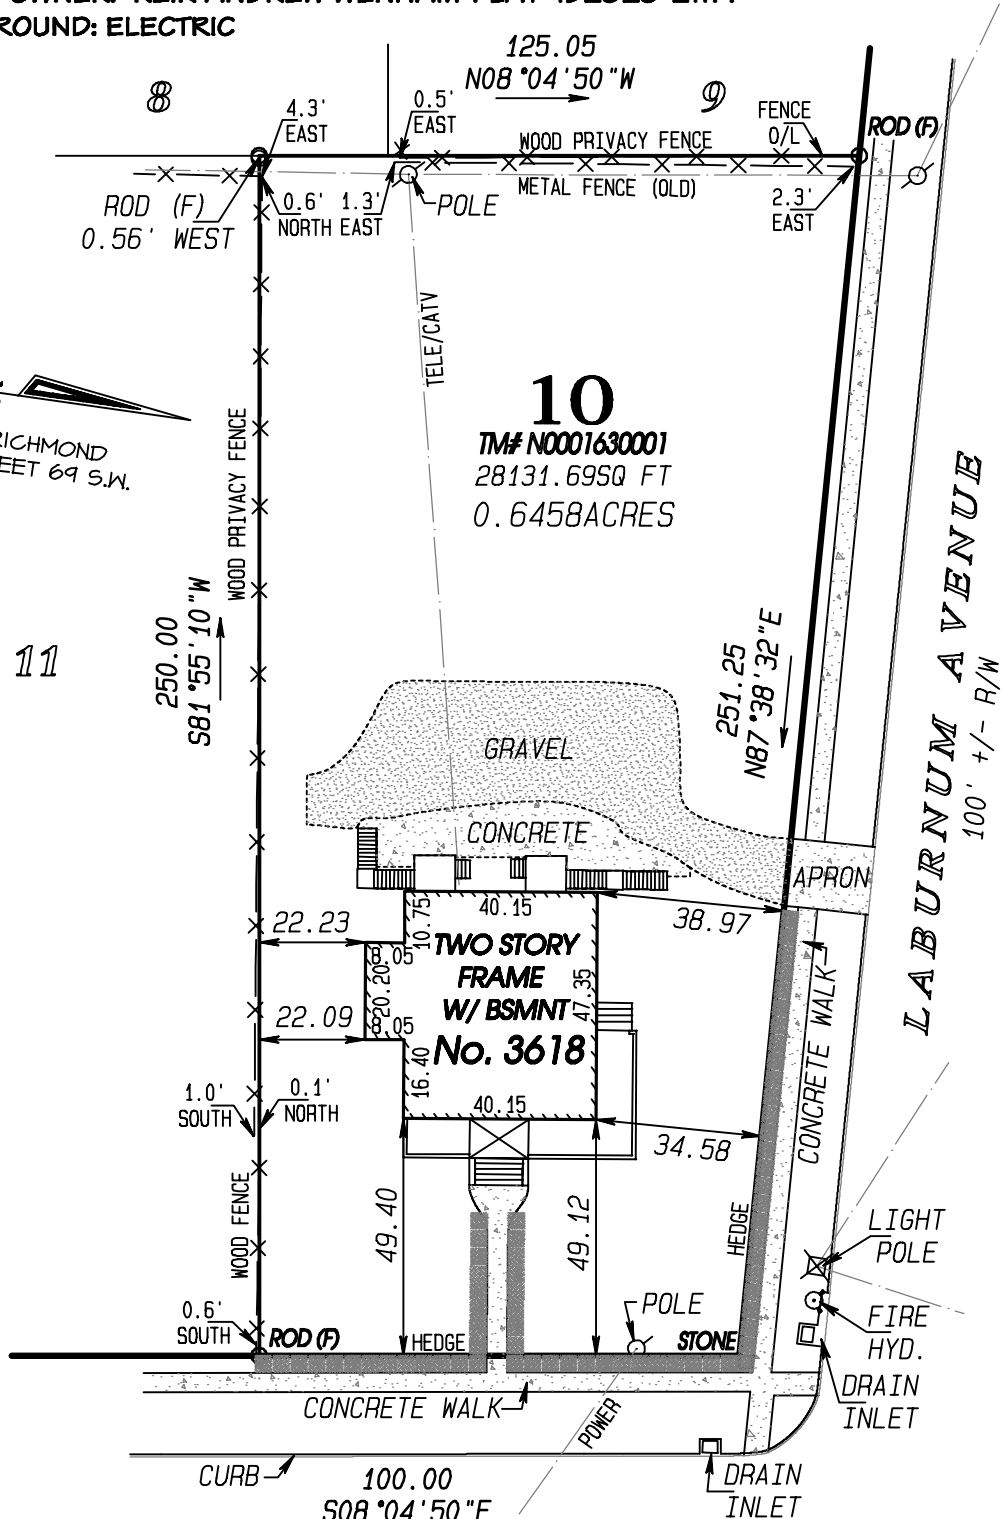 ROUND: ELECTRIC
125.05
N08°04'50"W
8
9
4.3'
EAST
0.5'
EAST
FENCE
O/L
ROD (F)
WOOD PRIVACY FENCE
METAL FENCE (OLD)
ROD (F)
0.56' WEST
0.6'
NORTH
1.3'
EAST
POLE
2.3'
EAST
TELE/CATV
10
TM# N0001630001
28131.69SQ FT
0.6458ACRES
RICHMOND
EET 69 S.W.
WOOD PRIVACY FENCE
11
250.00
S81°55'10"W
251.25
N87°38'32"E
LABURNUM AVENUE
100' +/- R/W
GRAVEL
CONCRETE
APRON
22.23
10.75
40.15
38.97
8.05
TWO STORY
FRAME
W/ BSMNT
No. 3618
20.20
47.35
22.09
8.05
16.40
40.15
CONCRETE WALK
1.0'
SOUTH
0.1'
NORTH
34.58
WOOD FENCE
49.40
49.12
HEDGE
LIGHT
POLE
0.6'
SOUTH
ROD (F)
HEDGE
POLE
STONE
FIRE
HYD.
DRAIN
INLET
CONCRETE WALK
POWER
CURB
100.00
S08°04'50"E
DRAIN
INLET